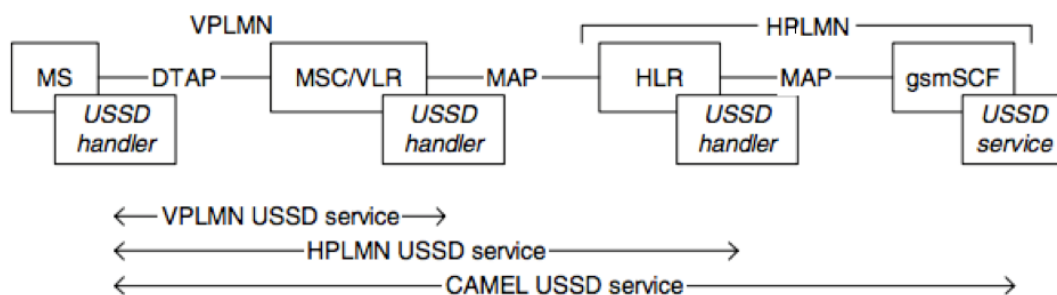 VPLMN
HPLMN
MS
DTAP
MSC/VLR
MAP
HLR
MAP
gsmSCF
USSD
handler
USSD
handler
USSD
handler
USSD
service
VPLMN USSD service
HPLMN USSD service
CAMEL USSD service